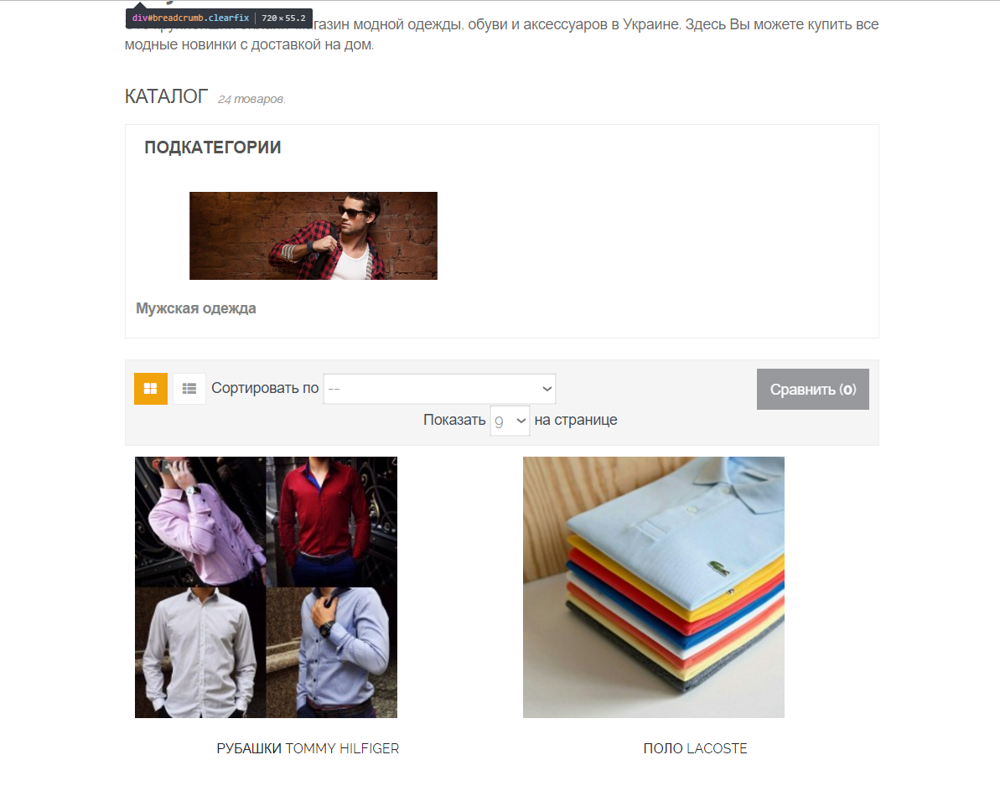 div#breadcrumb.clearfix | 720×55.2
магазин модной одежды, обуви и аксессуаров в Украине. Здесь Вы можете купить все
модные новинки с доставкой на дом.
КАТАЛОГ 24 товаров.
ПОДКАТЕГОРИИ
Мужская одежда
Сортировать по --
Сравнить (0)
Показать 9 на странице
РУБАШКИ TOMMY HILFIGER
ПОЛО LACOSTE